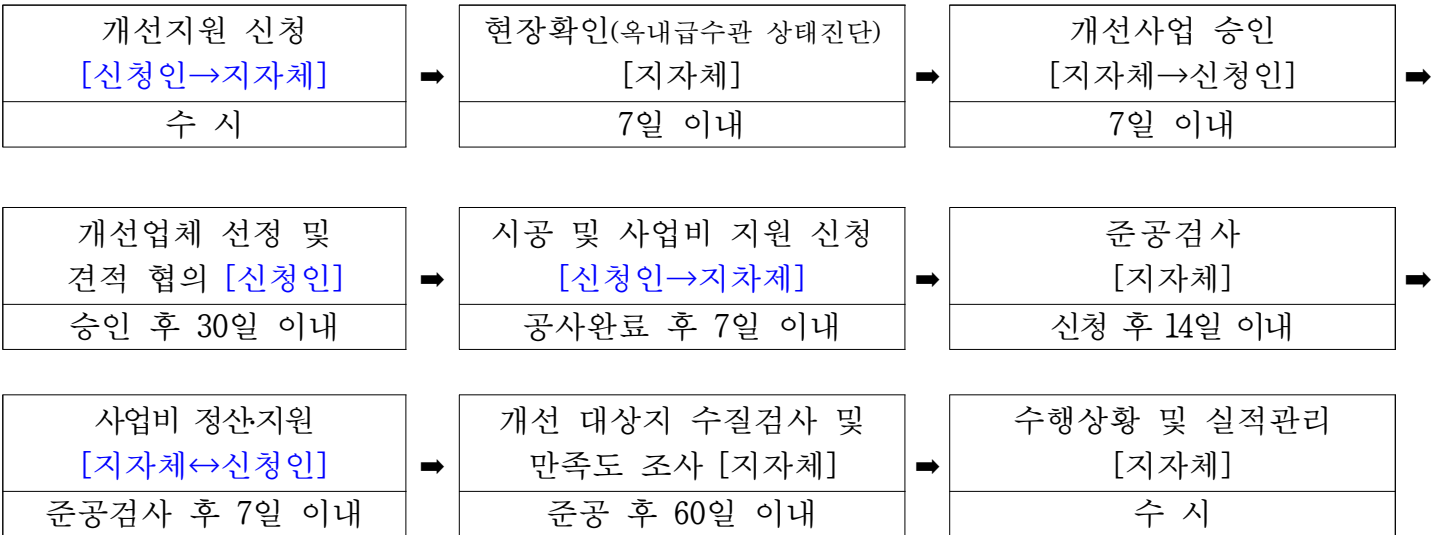 개선지원 신청
[신청인→지자체]
수 시
➡
현장확인(옥내급수관 상태진단)
[지자체]
7일 이내
➡
개선사업 승인
[지자체→신청인]
7일 이내
➡
개선업체 선정 및
견적 협의 [신청인]
승인 후 30일 이내
➡
시공 및 사업비 지원 신청
[신청인→지차제]
공사완료 후 7일 이내
➡
준공검사
[지자체]
신청 후 14일 이내
➡
사업비 정산·지원
[지자체↔신청인]
준공검사 후 7일 이내
➡
개선 대상지 수질검사 및
만족도 조사 [지자체]
준공 후 60일 이내
➡
수행상황 및 실적관리
[지자체]
수 시